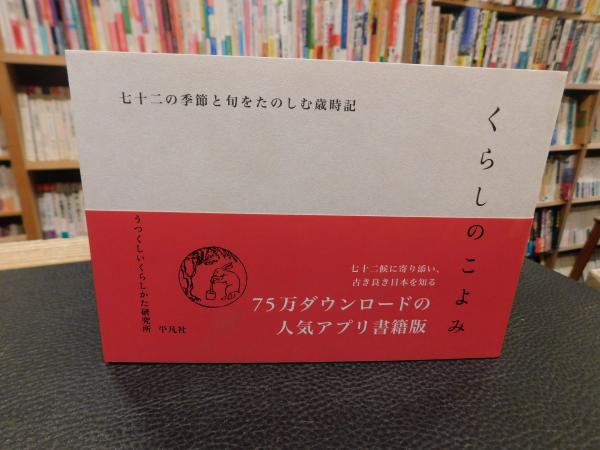 七十二の季節と旬をたのしむ歳時記
くらしのこよみ
うつくしいくらしかた研究所
平凡社
七十二候に寄り添い、
古き良き日本を知る
75万ダウンロードの
人気アプリ書籍版